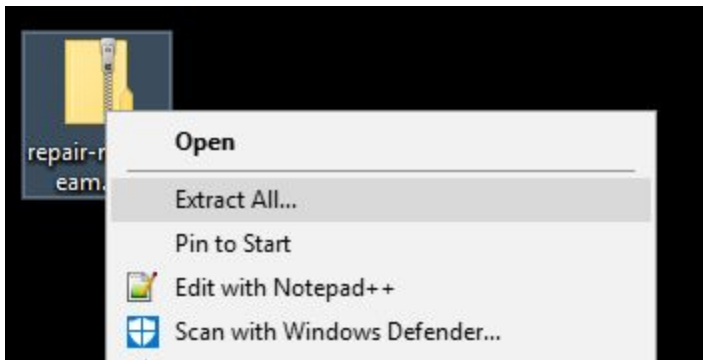 repair-r
eam.
Open
Extract All...
Pin to Start
Edit with Notepad++
Scan with Windows Defender...